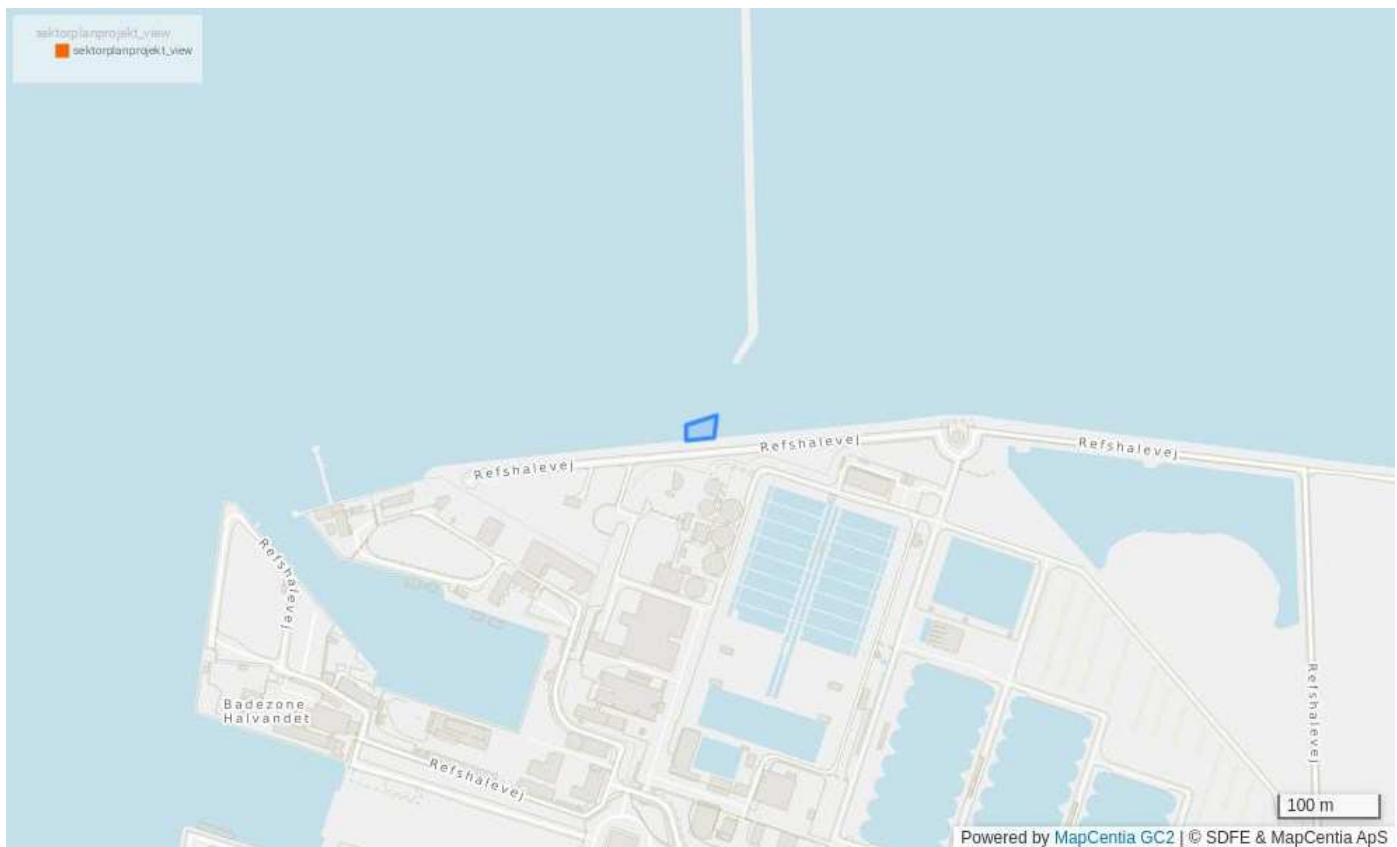 sektorplanprojekt_view
sektorplanprojekt_view
Refshalevej
Refshalevej
Refshalevej
Refshalevej
Refshalevej
Badezone
Halvandet
Refshalevej
100 m
Powered by MapCentia GC2 | © SDFE & MapCentia ApS